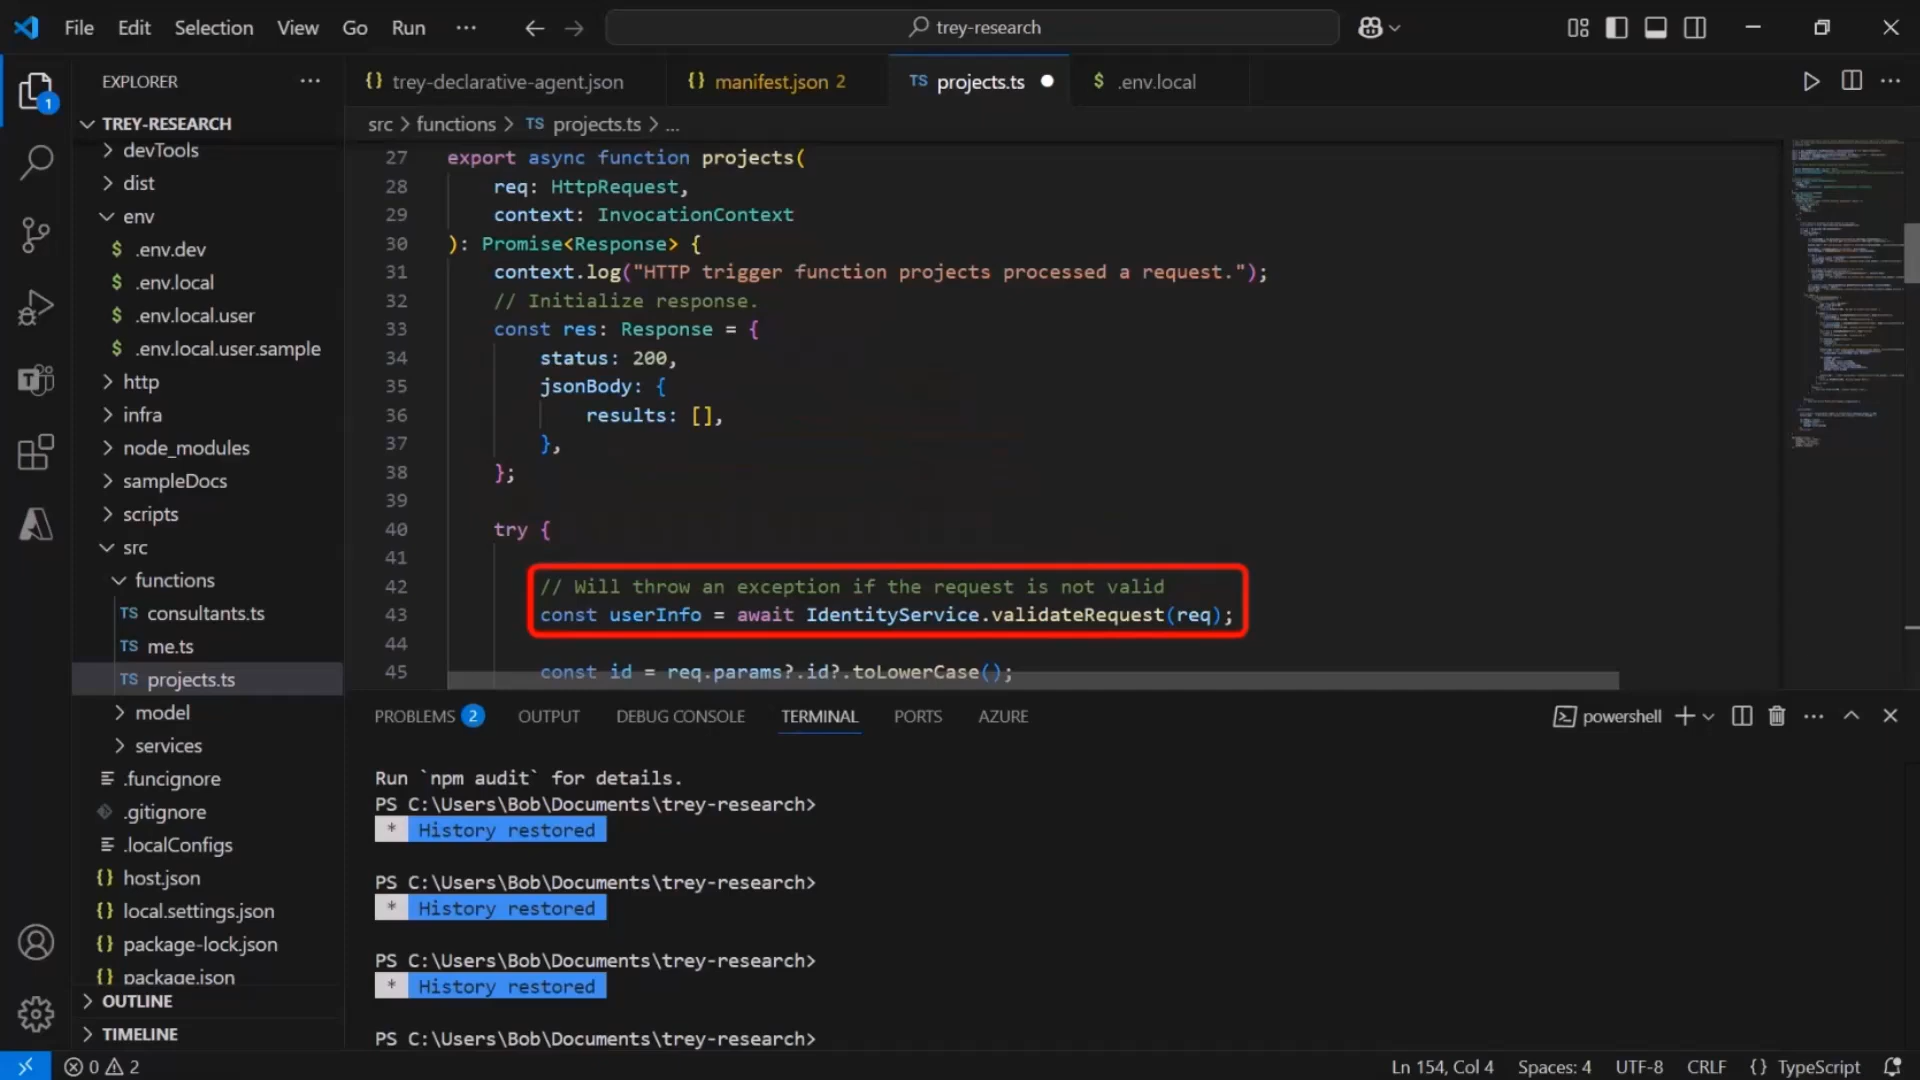 File Edit Selection View Go Run ··· trey-research
EXPLORER ···
TREY-RESEARCH
devTools
dist
env
$ .env.dev
$ .env.local
$ .env.local.user
$ .env.local.user.sample
http
infra
node_modules
sampleDocs
scripts
src
functions
TS consultants.ts
TS me.ts
TS projects.ts
model
services
.funcignore
.gitignore
.localConfigs
{} host.json
{} local.settings.json
{} package-lock.json
{} package.json
OUTLINE
TIMELINE
1
{} trey-declarative-agent.json {} manifest.json 2 TS projects.ts $ .env.local
src > functions > TS projects.ts > ...
27 export async function projects(
28 req: HttpRequest,
29 context: InvocationContext
30 ): Promise<Response> {
31 context.log("HTTP trigger function projects processed a request.");
32 // Initialize response.
33 const res: Response = {
34 status: 200,
35 jsonBody: {
36 results: [],
37 },
38 };
39
40 try {
41
42 // Will throw an exception if the request is not valid
43 const userInfo = await IdentityService.validateRequest(req);
44
45 const id = req.params?.id?.toLowerCase();
PROBLEMS 2 OUTPUT DEBUG CONSOLE TERMINAL PORTS AZURE powershell
Run `npm audit` for details.
PS C:\Users\Bob\Documents\trey-research>
* History restored
PS C:\Users\Bob\Documents\trey-research>
* History restored
PS C:\Users\Bob\Documents\trey-research>
* History restored
PS C:\Users\Bob\Documents\trey-research>
0 2 Ln 154, Col 4 Spaces: 4 UTF-8 CRLF {} TypeScript